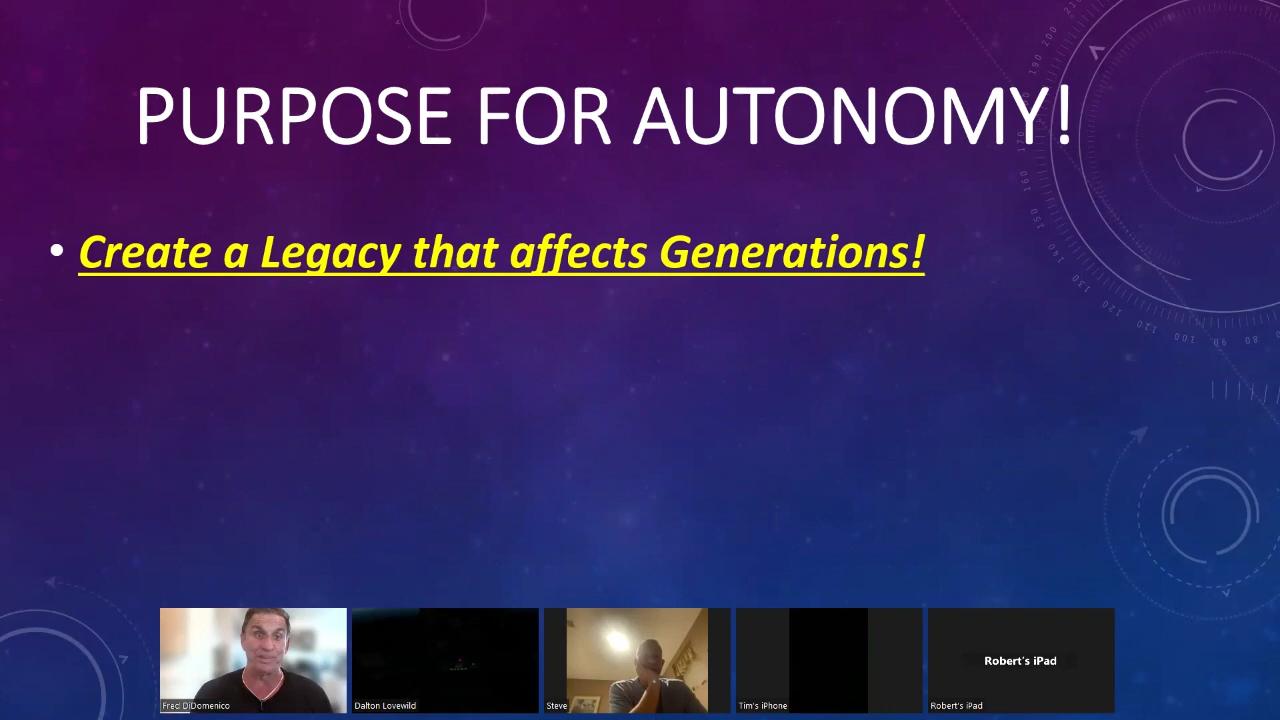 PURPOSE FOR AUTONOMY!
• Create a Legacy that affects Generations!
Robert's iPad
Fred DiDomenico
Dalton Lovewild
Steve
Tim's iPhone
Robert's iPad